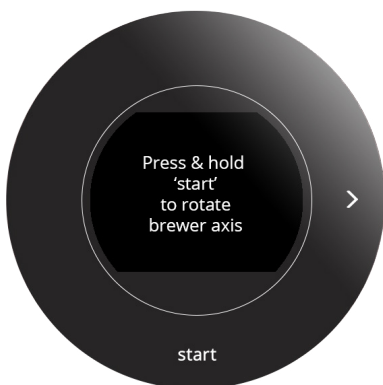 Press & hold
‘start’
to rotate
brewer axis
start